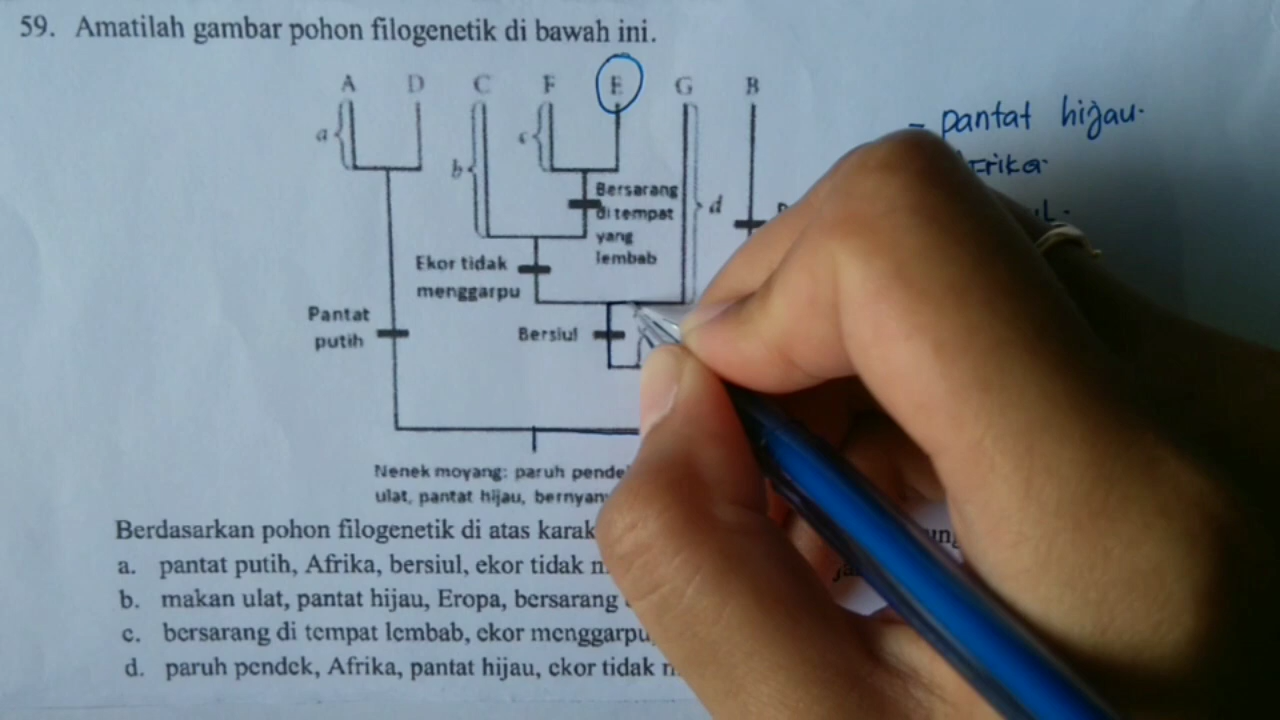 59. Amatilah gambar pohon filogenetik di bawah ini.
A D C F E G B
a b c d
- pantat hijau.
Bersarang
di tempat
yang
lembab
Ekor tidak
menggarpu
Pantat
putih
Bersiul
Nenek moyang: paruh
ulat, pantat hijau,
Berdasarkan pohon filogenetik di atas
a. pantat putih, Afrika, bersiul, ekor tidak
b. makan ulat, pantat hijau, Eropa, bersarang
c. bersarang di tempat lembab, ekor menggarpu
d. paruh pendek, Afrika, pantat hijau, ekor tidak